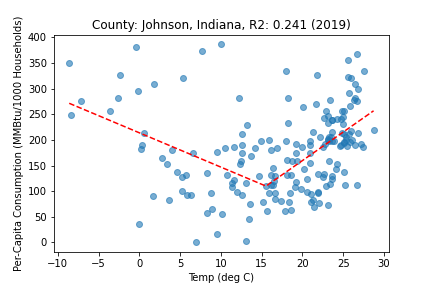 County: Johnson, Indiana, R2: 0.241 (2019)
Per-Capita Consumption (MMBtu/1000 Households)
400
350
300
250
200
150
100
50
0
−10 −5 0 5 10 15 20 25 30
Temp (deg C)